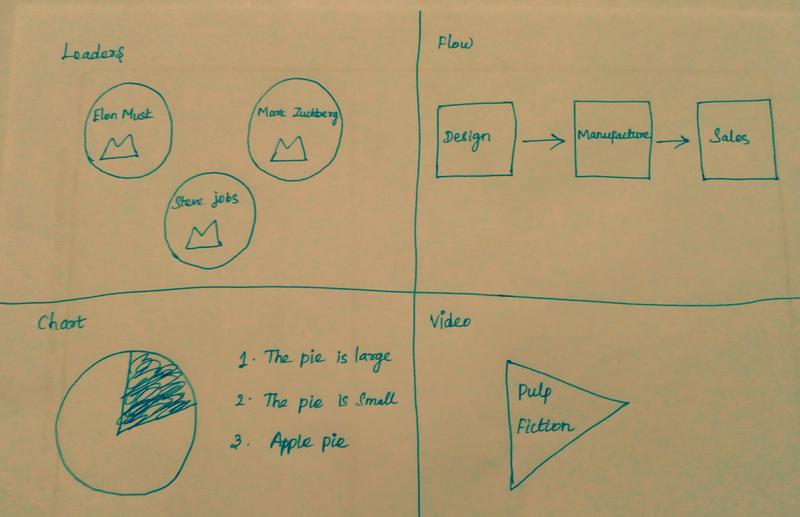 Leaders
Elon Musk
Mark Zuckberg
Steve jobs
Flow
Design
Manufacture
Sales
Chart
1. The pie is large
2. The pie is small
3. Apple pie
Video
Pulp
Fiction